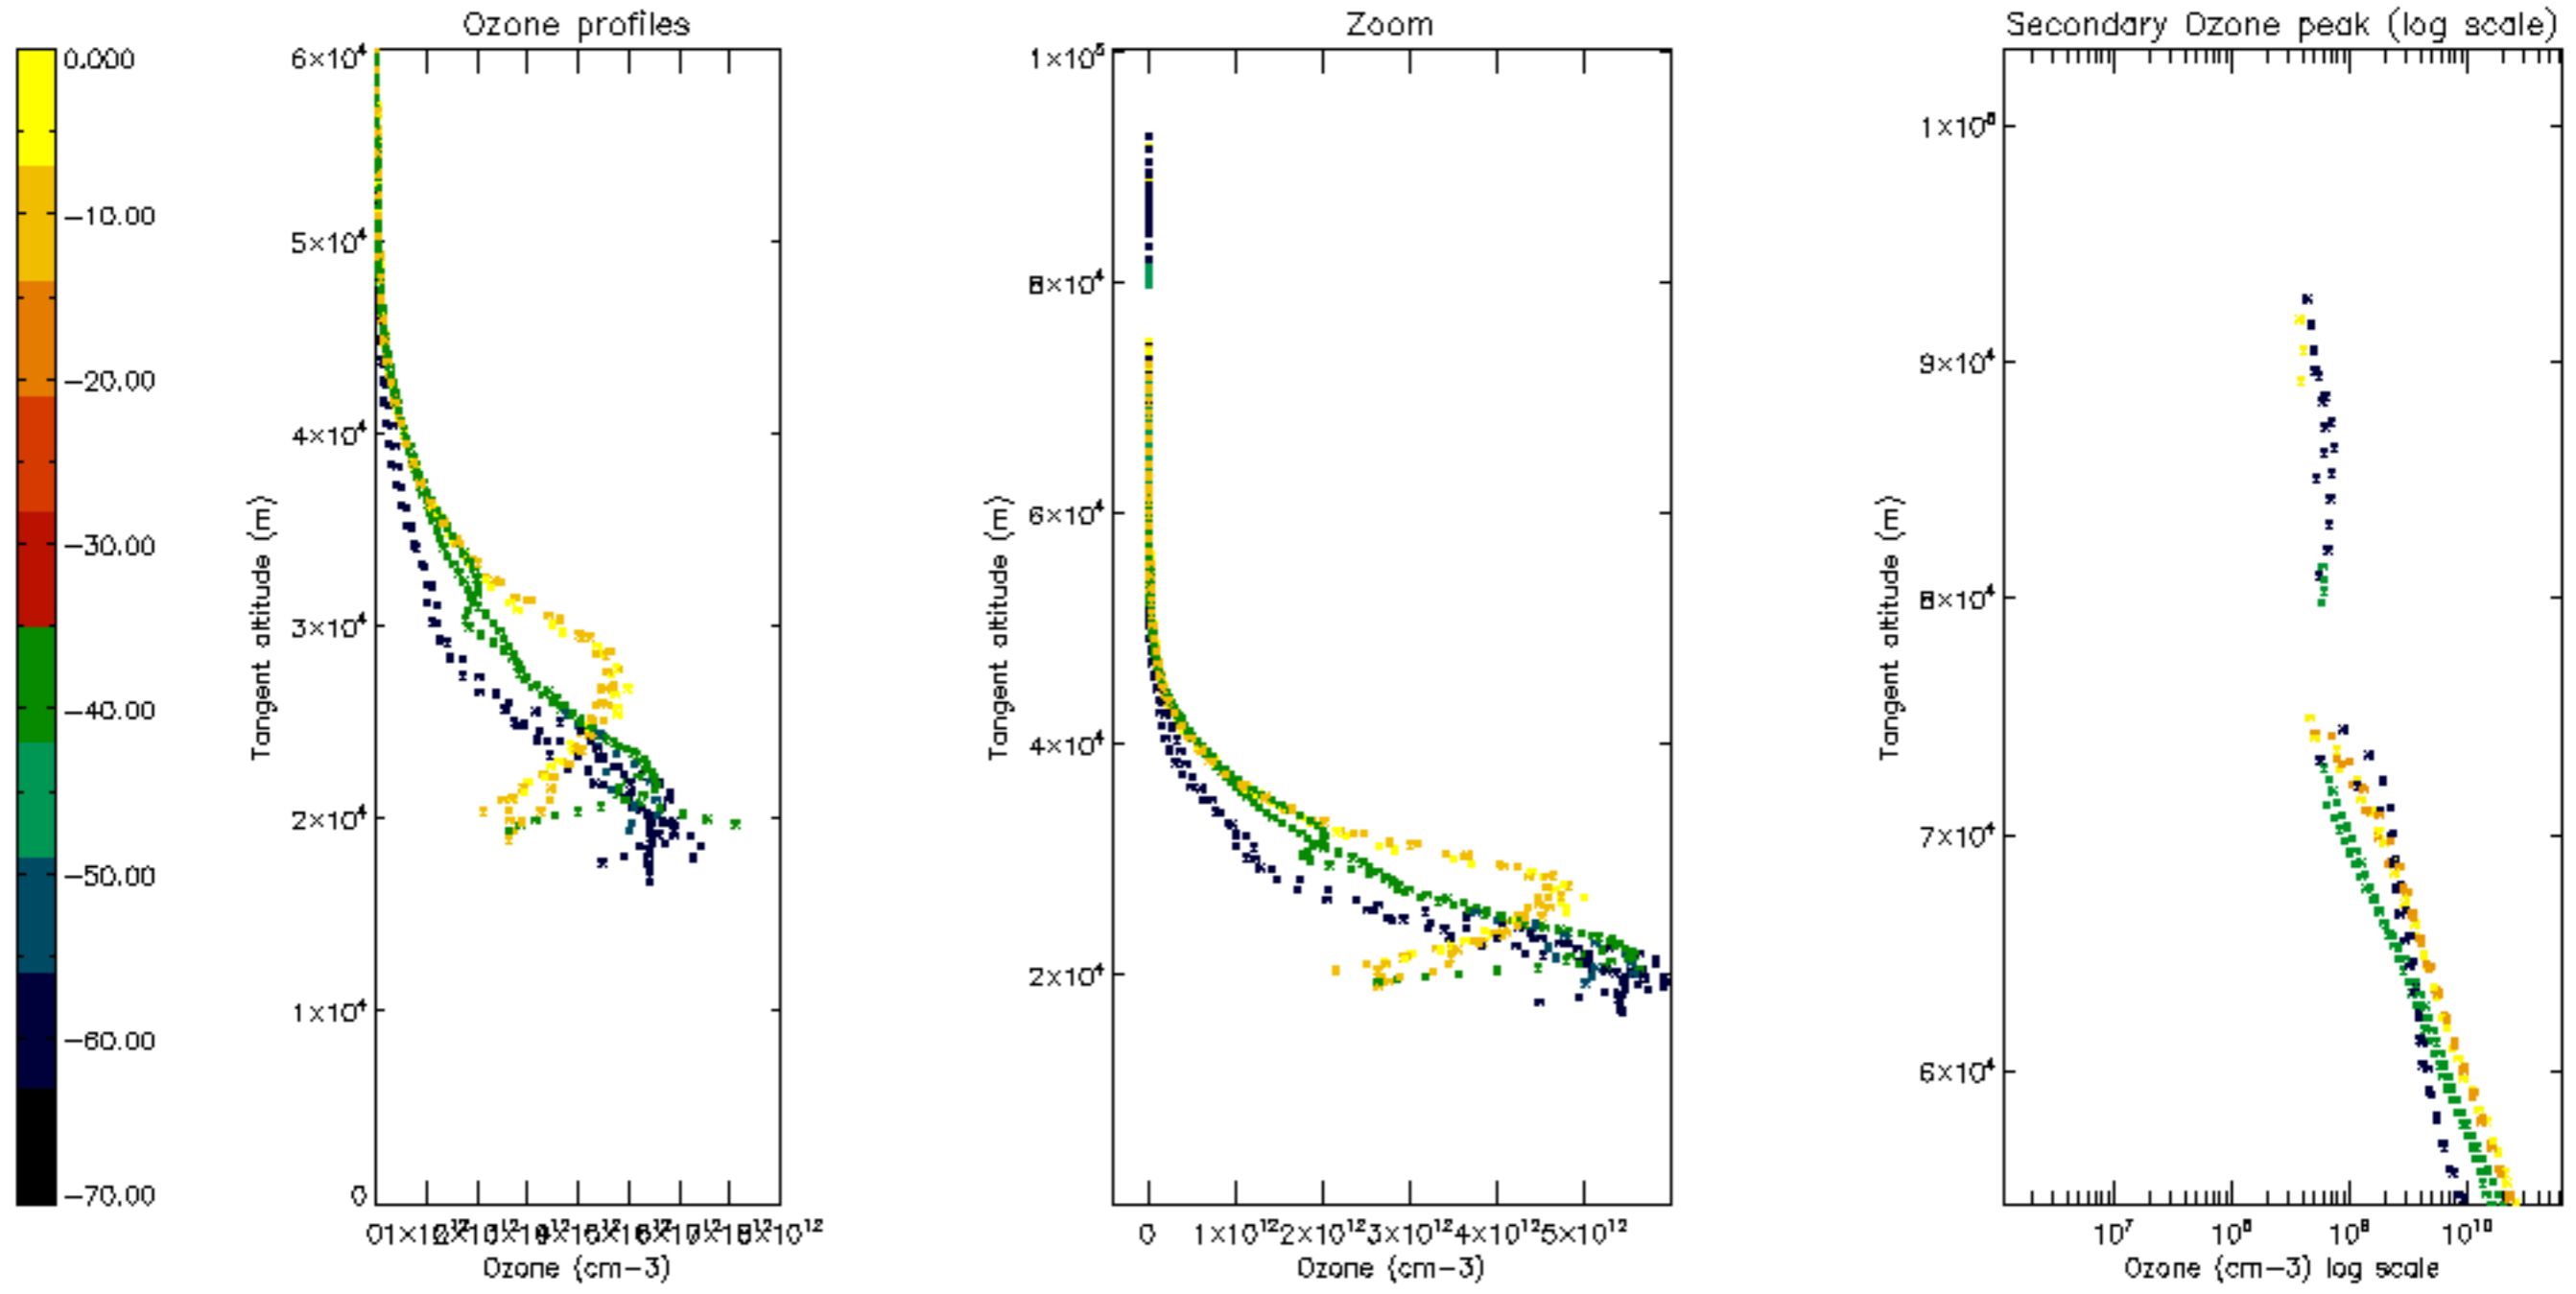 Ozone profiles
Zoom
Secondary Ozone peak (log scale)
0.000
−10.00
−20.00
−30.00
−40.00
−50.00
−60.00
−70.00
6×10⁴
5×10⁴
4×10⁴
3×10⁴
2×10⁴
1×10⁴
0
Tangent altitude (m)
Ozone (cm−3)
1×10⁵
8×10⁴
6×10⁴
4×10⁴
2×10⁴
Tangent altitude (m)
0 1×10¹² 2×10¹² 3×10¹² 4×10¹² 5×10¹²
Ozone (cm−3)
1×10⁵
9×10⁴
8×10⁴
7×10⁴
6×10⁴
Tangent altitude (m)
10⁷ 10⁸ 10⁹ 10¹⁰
Ozone (cm−3) log scale